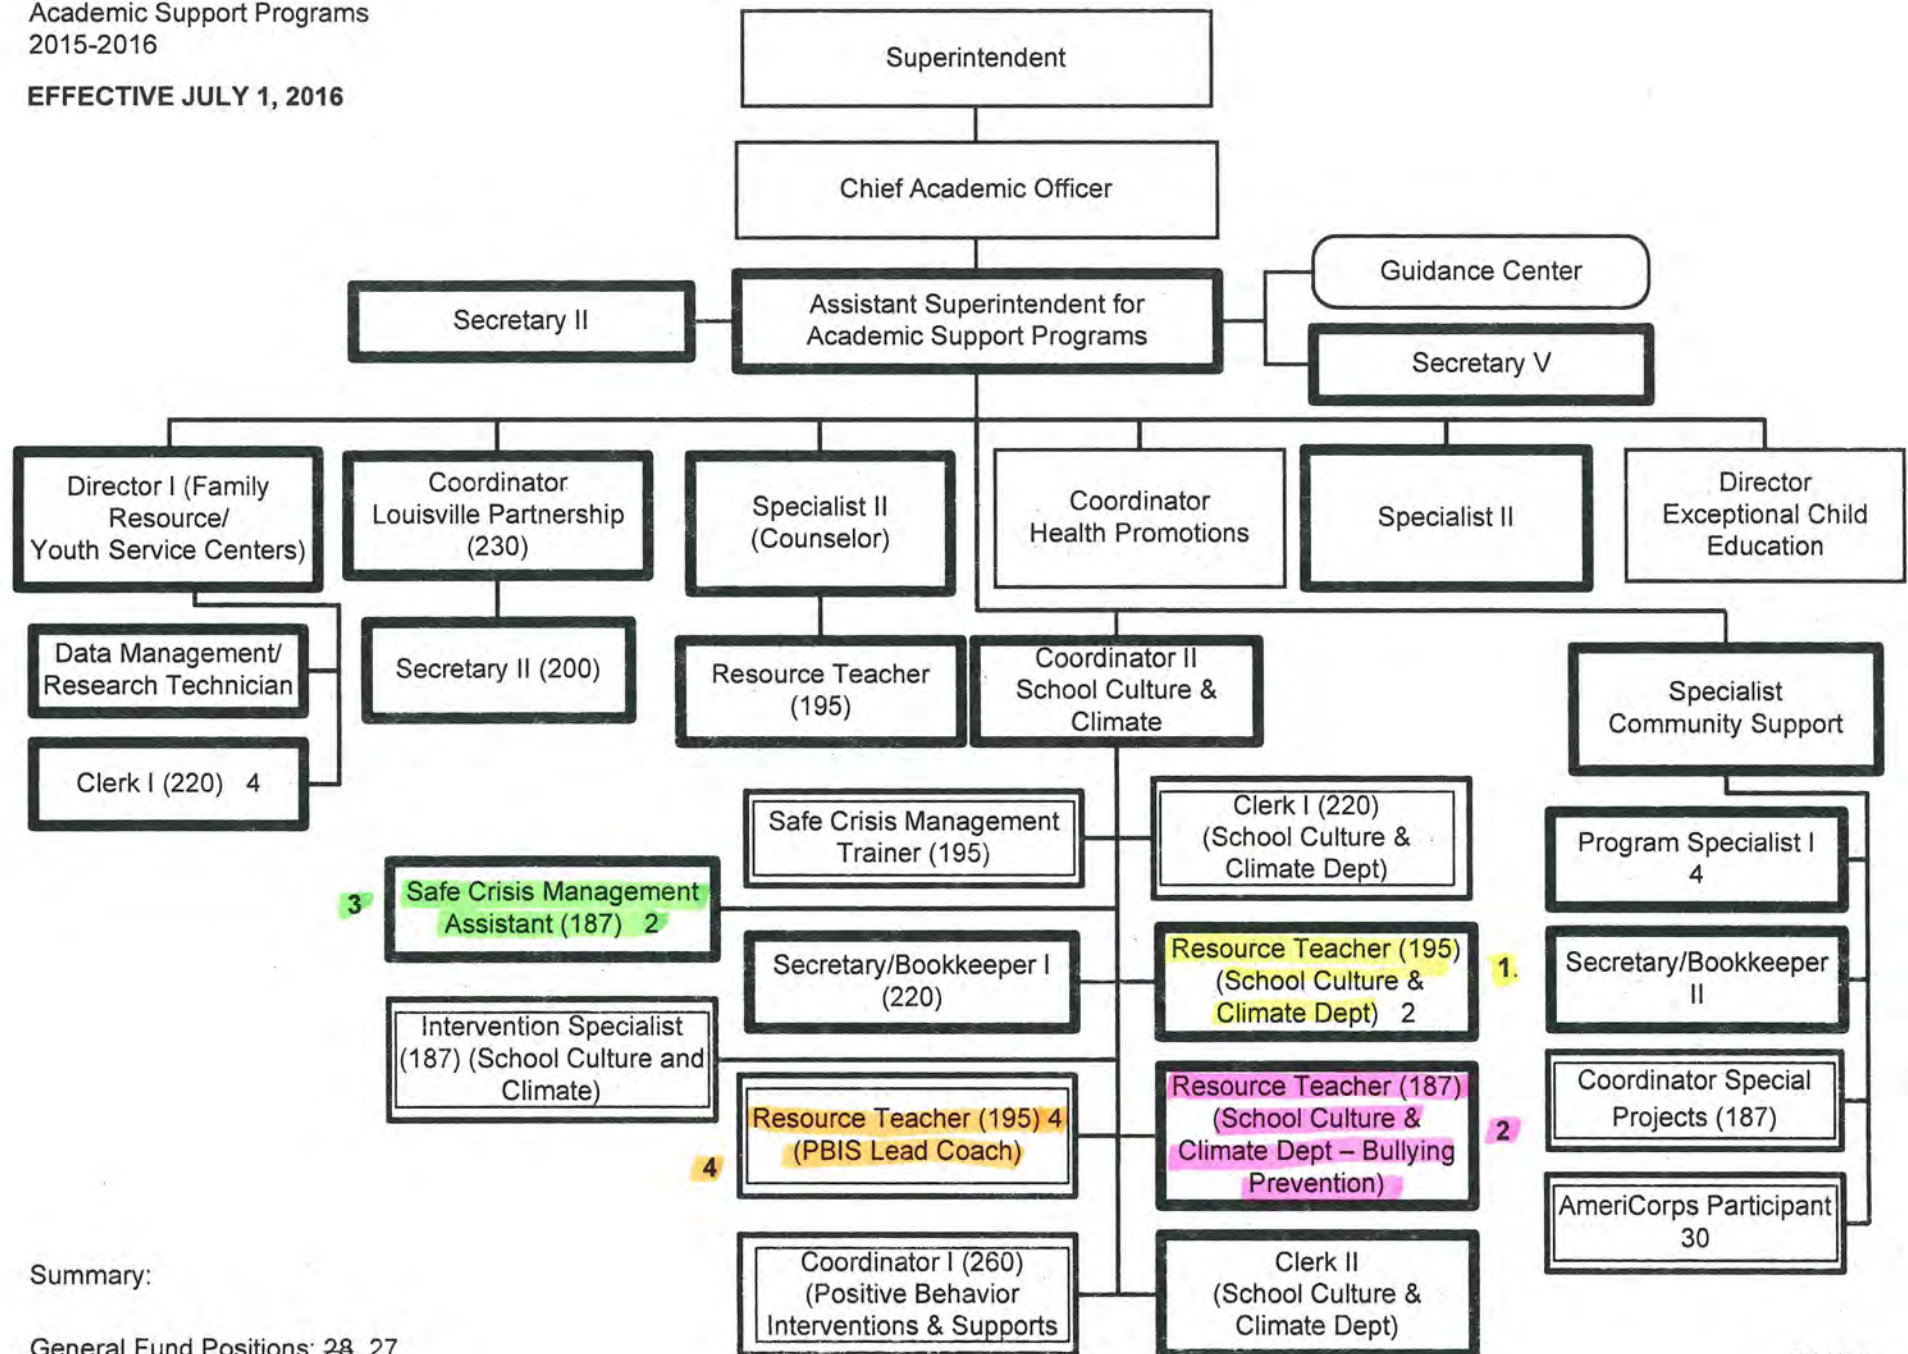 Academic Support Programs
2015-2016
EFFECTIVE JULY 1, 2016
Superintendent
Chief Academic Officer
Secretary II
Assistant Superintendent for
Academic Support Programs
Guidance Center
Secretary V
Director I (Family
Resource/
Youth Service Centers)
Coordinator
Louisville Partnership
(230)
Specialist II
(Counselor)
Coordinator
Health Promotions
Specialist II
Director
Exceptional Child
Education
Data Management/
Research Technician
Clerk I (220) 4
Secretary II (200)
Resource Teacher
(195)
Coordinator II
School Culture &
Climate
Specialist
Community Support
Safe Crisis Management
Trainer (195)
Clerk I (220)
(School Culture &
Climate Dept)
3
Safe Crisis Management
Assistant (187) 2
Secretary/Bookkeeper I
(220)
Resource Teacher (195)
(School Culture &
Climate Dept) 2
1.
Intervention Specialist
(187) (School Culture and
Climate)
Resource Teacher (195) 4
(PBIS Lead Coach)
4
Resource Teacher (187)
(School Culture &
Climate Dept – Bullying
Prevention)
2
Coordinator I (260)
(Positive Behavior
Interventions & Supports
Clerk II
(School Culture &
Climate Dept)
Program Specialist I
4
Secretary/Bookkeeper
II
Coordinator Special
Projects (187)
AmeriCorps Participant
30
Summary:
General Fund Positions: 28 27